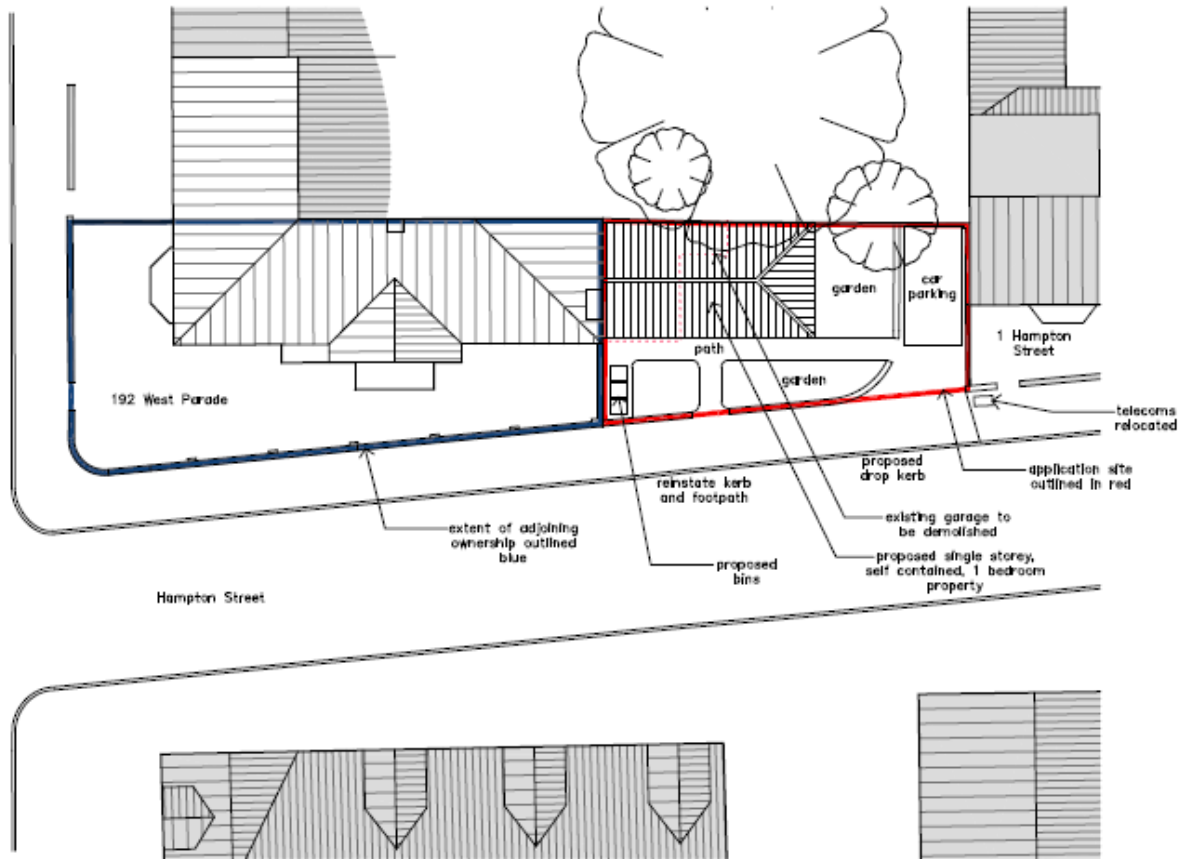 garden
car
parking
path
1 Hampton
Street
garden
192 West Parade
telecoms
relocated
proposed
drop kerb
application site
outlined in red
reinstate kerb
and footpath
existing garage to
be demolished
extent of adjoining
ownership outlined
blue
proposed single storey,
self contained, 1 bedroom
property
proposed
bins
Hampton Street